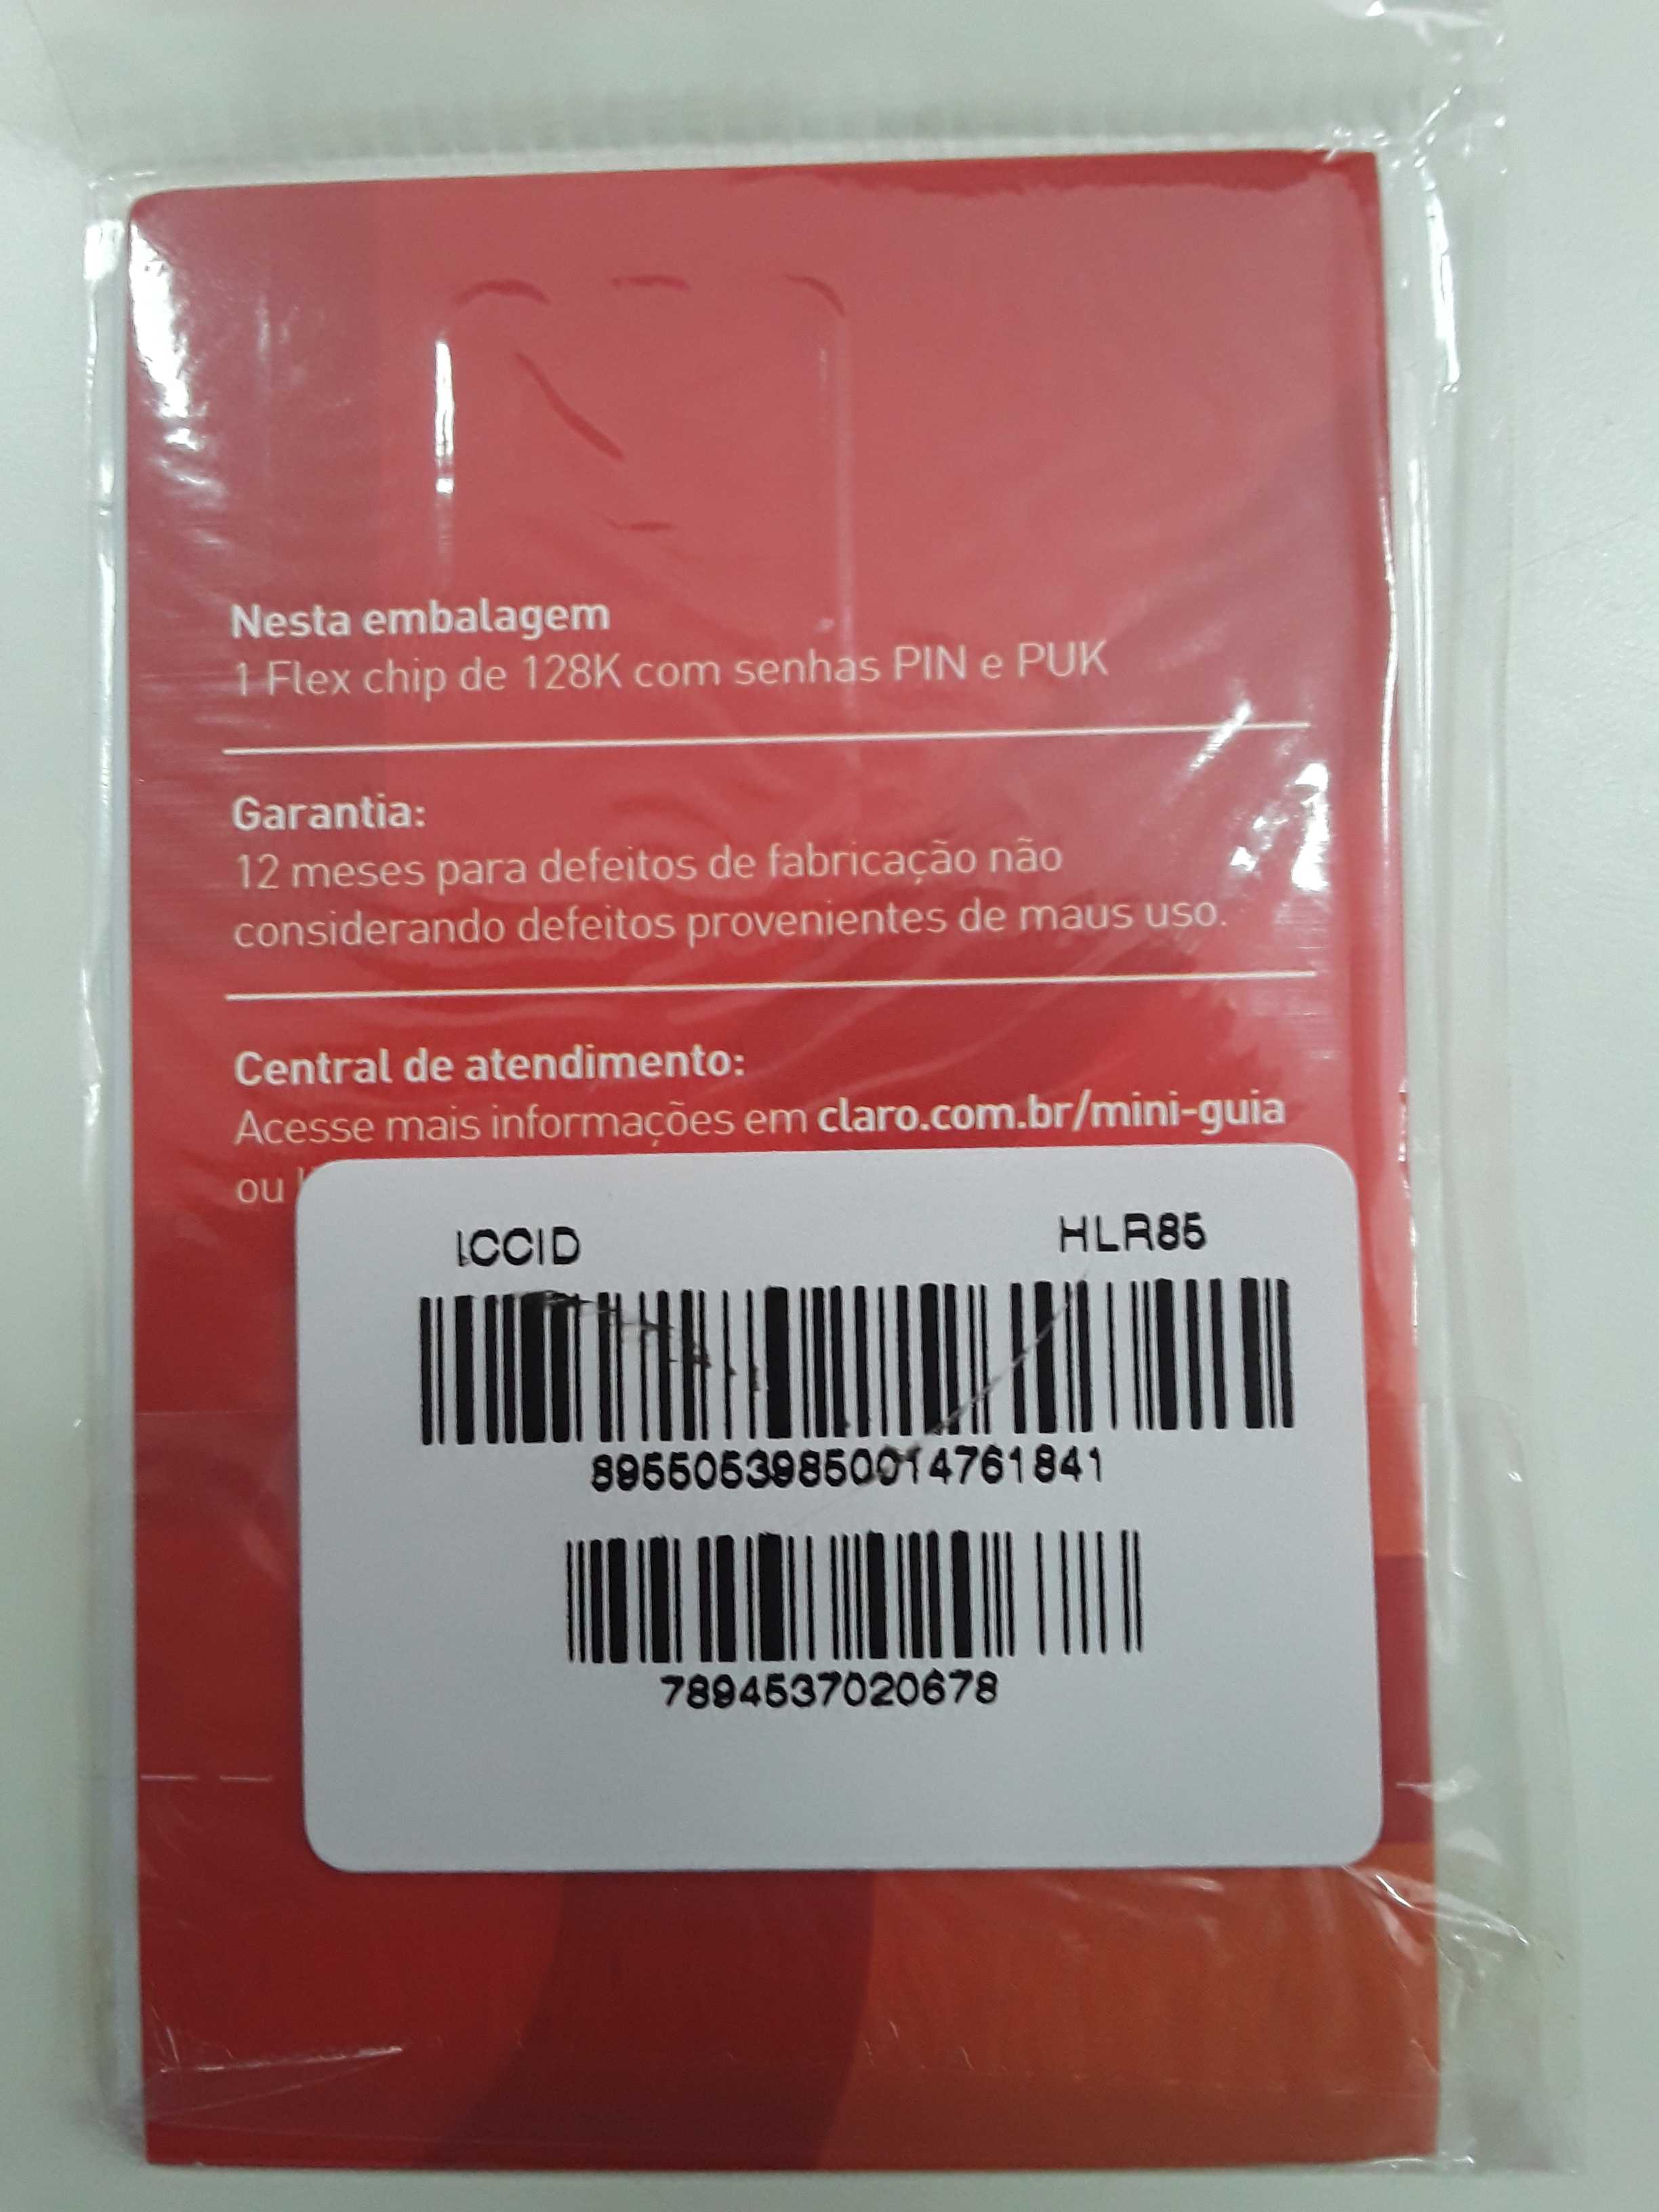 Nesta embalagem
1 Flex chip de 128K com senhas PIN e PUK
Garantia:
12 meses para defeitos de fabricação não
considerando defeitos provenientes de maus uso.
Central de atendimento:
Acesse mais informações em claro.com.br/mini-guia
ou
ICCID HLR85
89550539850014761841
7894537020678